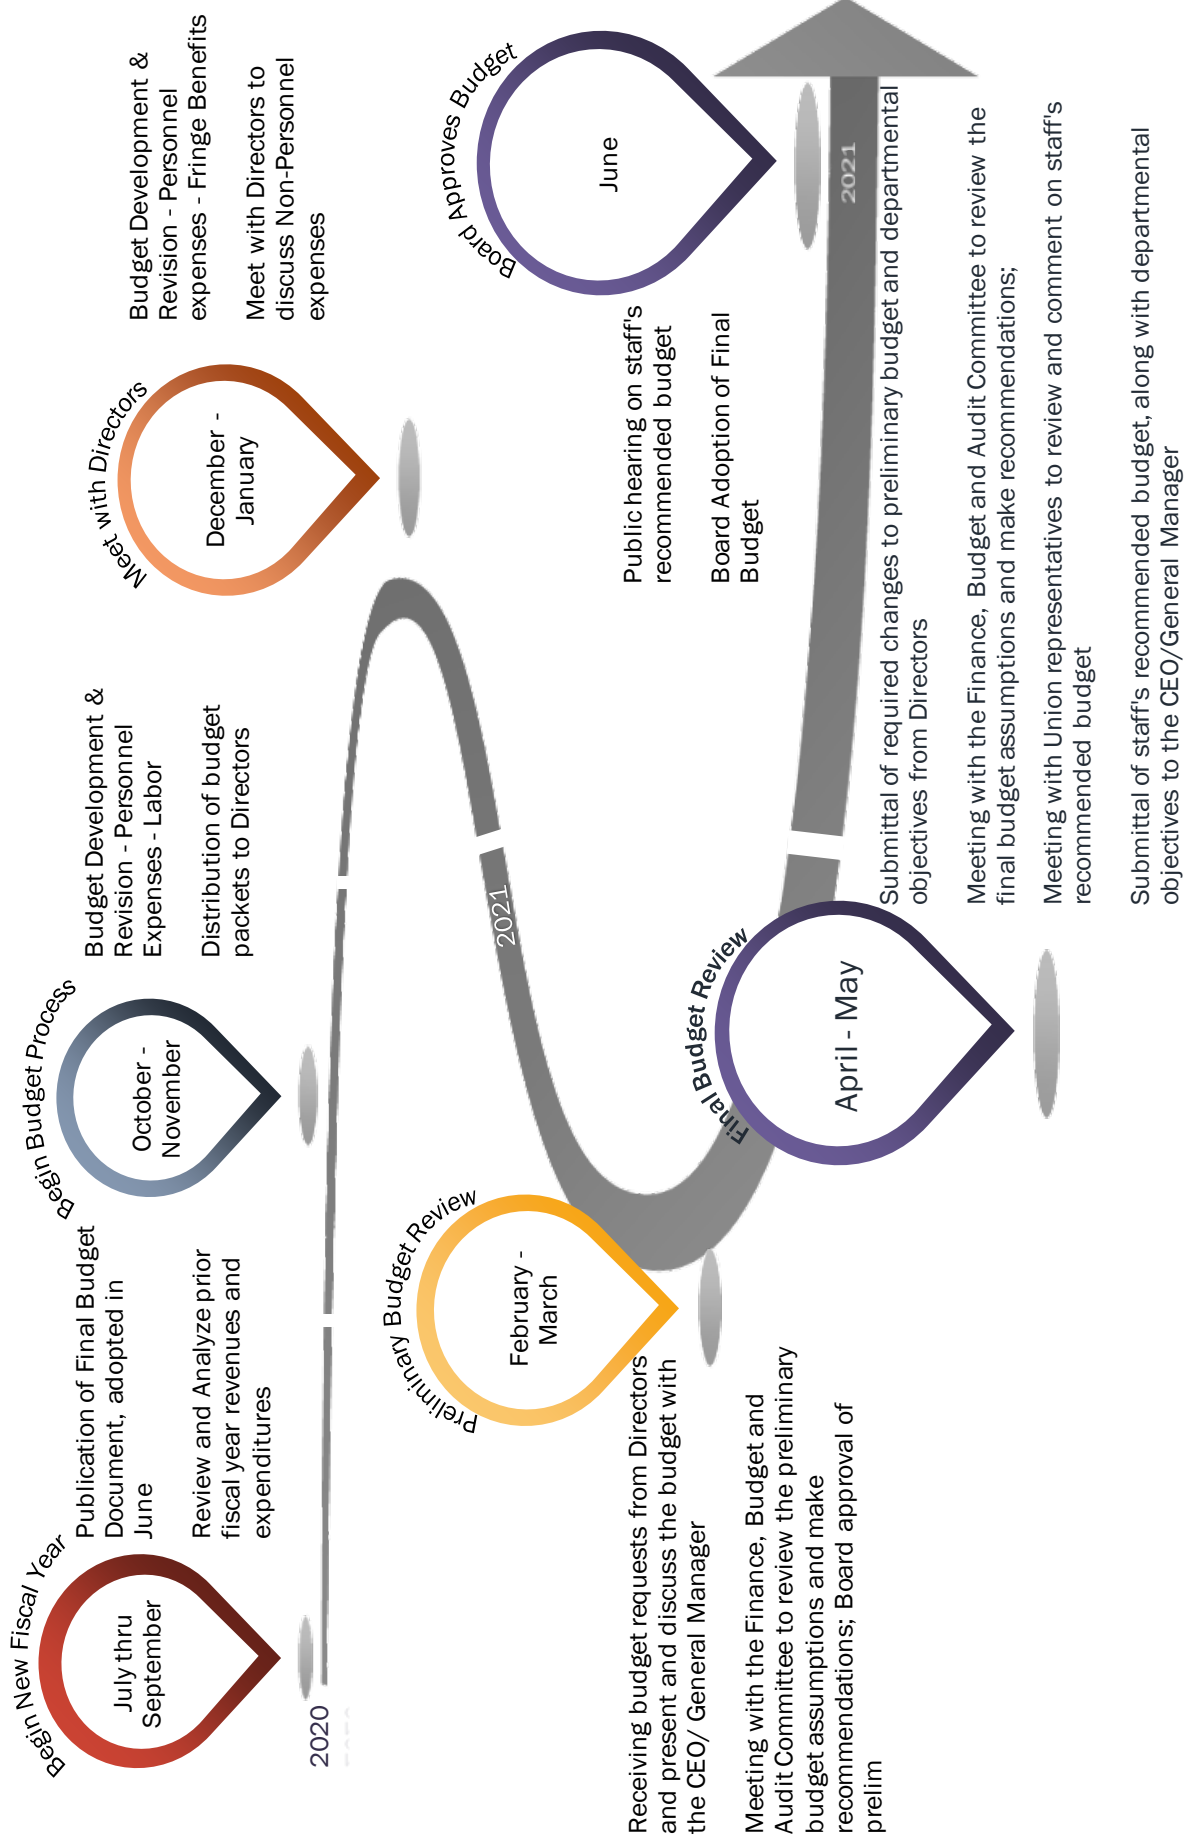 Begin New Fiscal Year
July thru
September
Publication of Final Budget
Document, adopted in
June
Review and Analyze prior
fiscal year revenues and
expenditures
Begin Budget Process
October -
November
Budget Development &
Revision - Personnel
Expenses - Labor
Distribution of budget
packets to Directors
Meet with Directors
December -
January
Budget Development &
Revision - Personnel
expenses - Fringe Benefits
Meet with Directors to
discuss Non-Personnel
expenses
2020
2021
Preliminary Budget Review
February -
March
Receiving budget requests from Directors
and present and discuss the budget with
the CEO/ General Manager
Meeting with the Finance, Budget and
Audit Committee to review the preliminary
budget assumptions and make
recommendations; Board approval of
prelim
Final Budget Review
April - May
Submittal of required changes to preliminary budget and departmental
objectives from Directors
Meeting with the Finance, Budget and Audit Committee to review the
final budget assumptions and make recommendations;
Meeting with Union representatives to review and comment on staff's
recommended budget
Submittal of staff's recommended budget, along with departmental
objectives to the CEO/General Manager
Board Approves Budget
June
Public hearing on staff's
recommended budget
Board Adoption of Final
Budget
2021